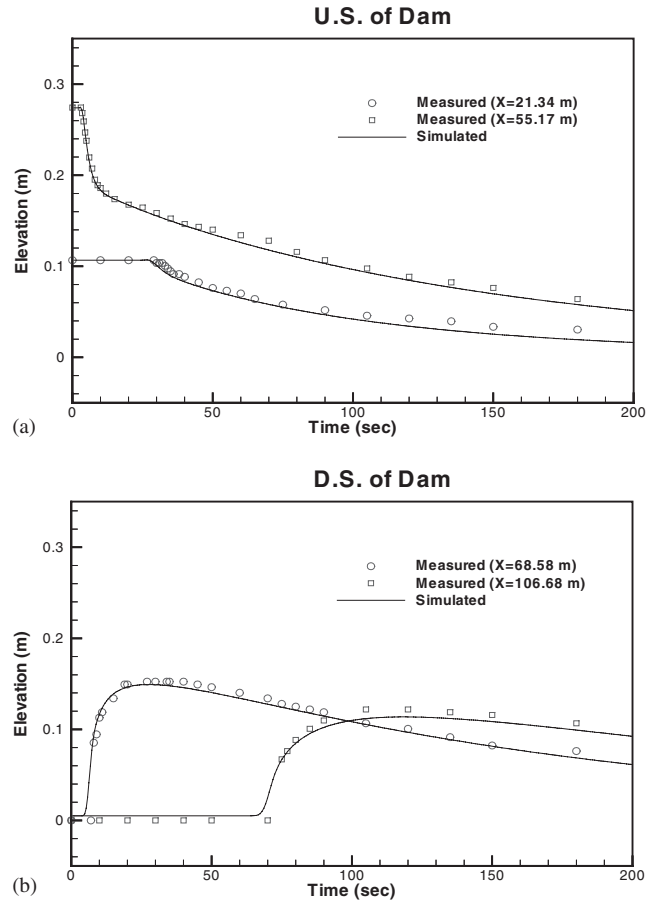 U.S. of Dam
0.3
0.2
0.1
0
Elevation (m)
Measured (X=21.34 m)
Measured (X=55.17 m)
Simulated
0 50 100 150 200
Time (sec)
(a)
D.S. of Dam
0.3
0.2
0.1
0
Elevation (m)
Measured (X=68.58 m)
Measured (X=106.68 m)
Simulated
0 50 100 150 200
Time (sec)
(b)